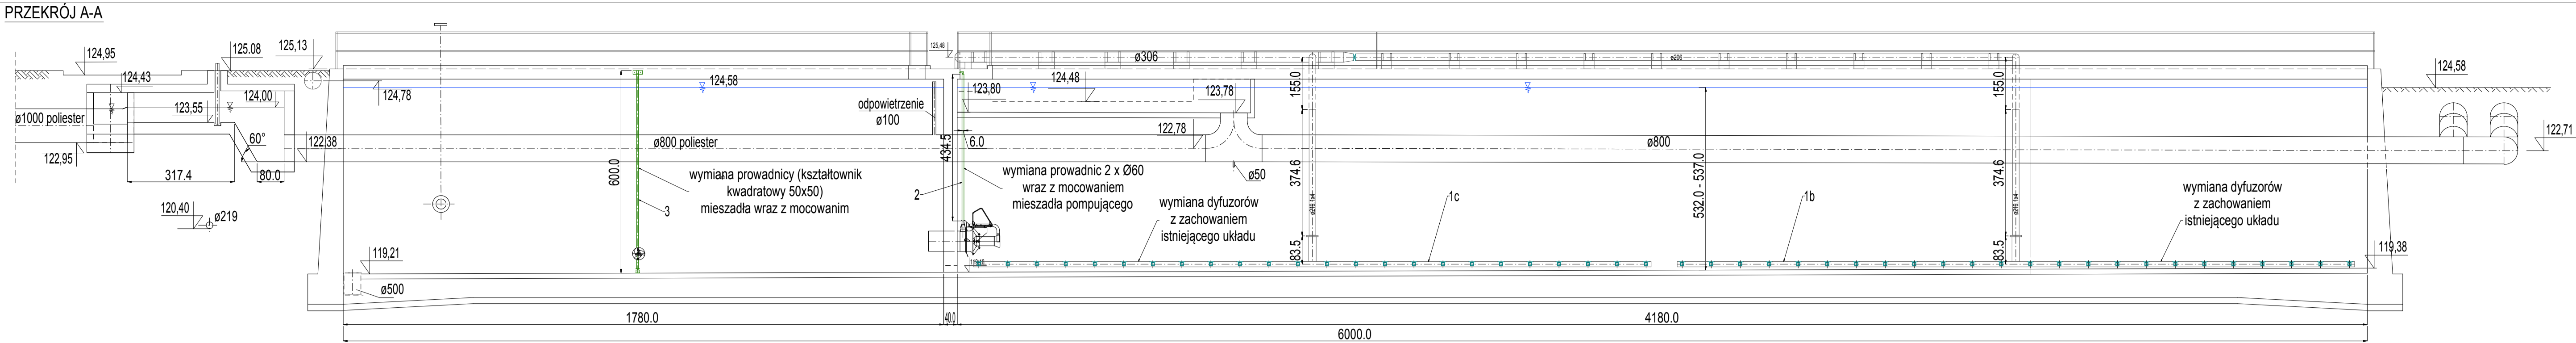 PRZEKRÓJ A-A
124,95
125.08
125,13
124,43
124,00
123,55
ø1000 poliester
60°
122,95
317.4
80.0
122,38
120,40
ø219
124,78
124,58
ø800 poliester
600.0
wymiana prowadnicy (kształtownik
kwadratowy 50x50)
mieszadła wraz z mocowanim
3
119,21
ø500
odpowietrzenie
ø100
125,48
434.5
2
6.0
123,80
124,48
ø306
123,78
122,78
wymiana prowadnic 2 x Ø60
wraz z mocowaniem
mieszadła pompującego
ø50
wymiana dyfuzorów
z zachowaniem
istniejącego układu
155.0
374.6
83.5
1c
ø206
532.0 - 537.0
ø800
1b
155.0
374.6
83.5
wymiana dyfuzorów
z zachowaniem
istniejącego układu
124,58
122,71
119,38
1780.0
40.0
4180.0
6000.0